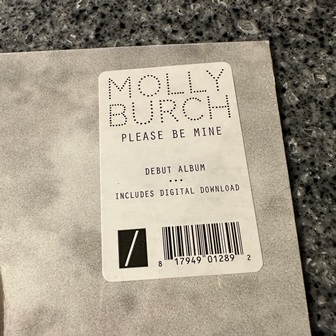 MOLLY
BURCH
PLEASE BE MINE
DEBUT ALBUM
...
INCLUDES DIGITAL DOWNLOAD
/
8 17949 01289 2